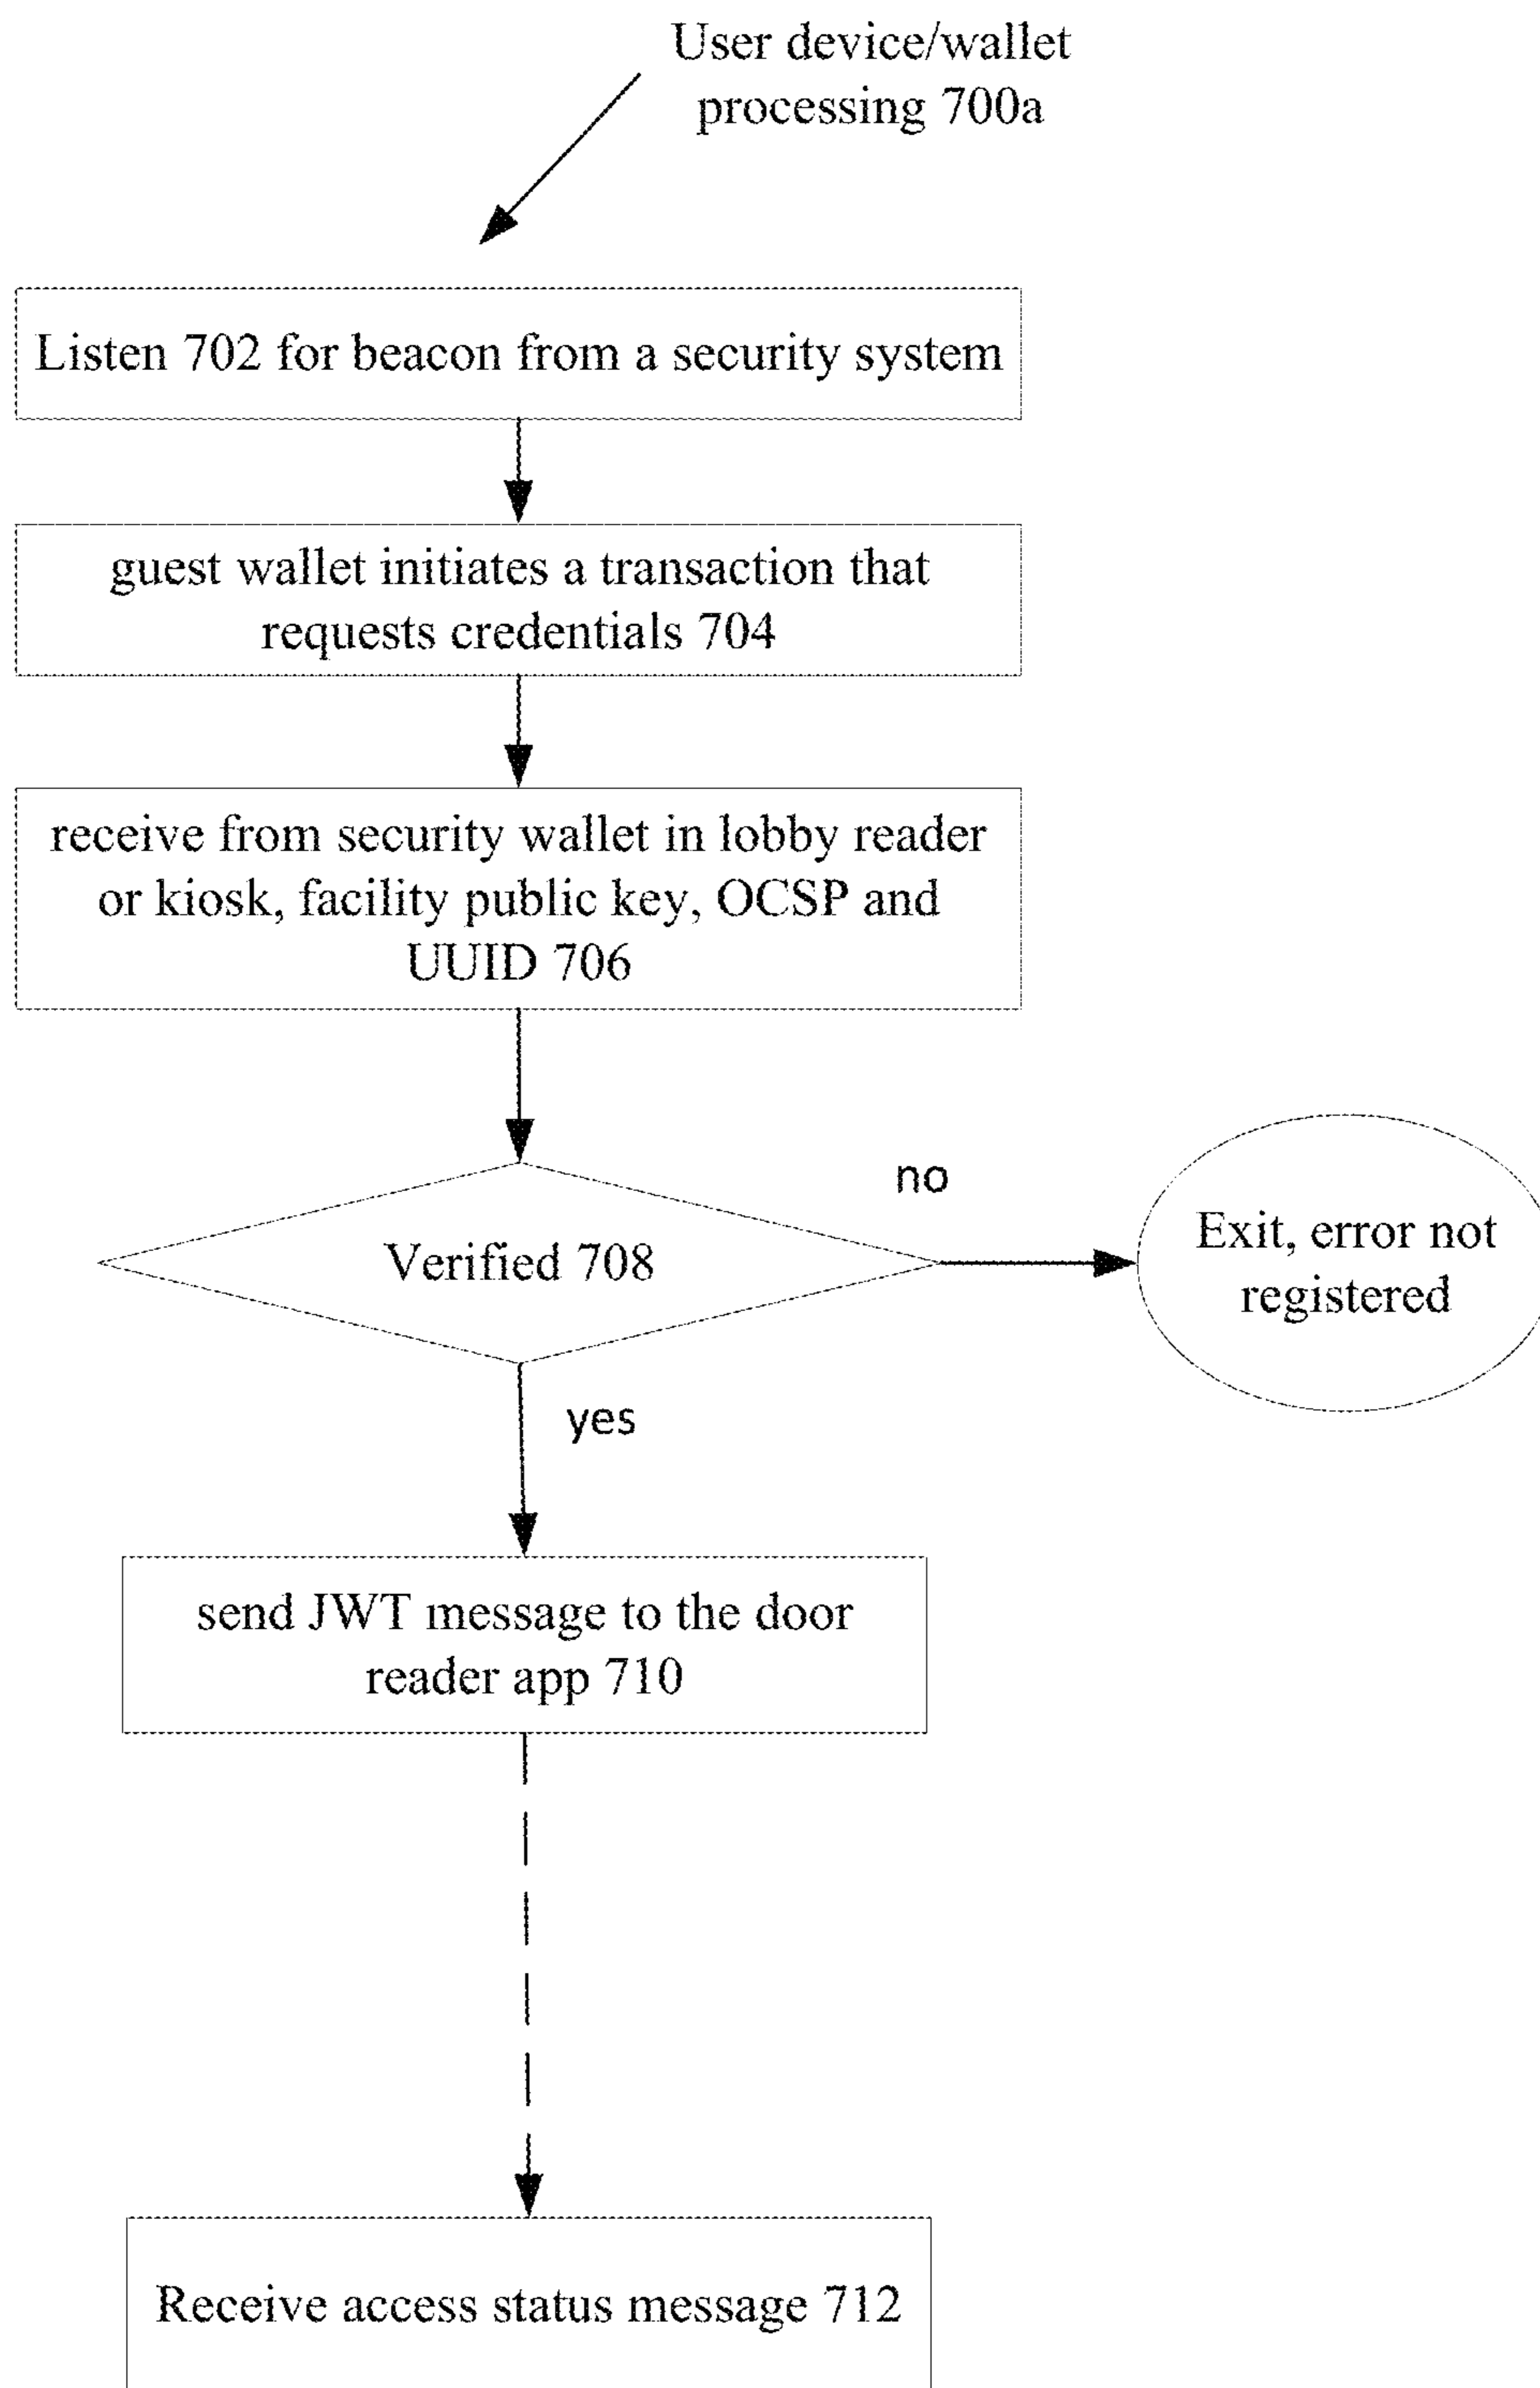 User device/wallet
processing 700a
Listen 702 for beacon from a security system
guest wallet initiates a transaction that
requests credentials 704
receive from security wallet in lobby reader
or kiosk, facility public key, OCSP and
UUID 706
no
Verified 708
Exit, error not
registered
yes
send JWT message to the door
reader app 710
Receive access status message 712